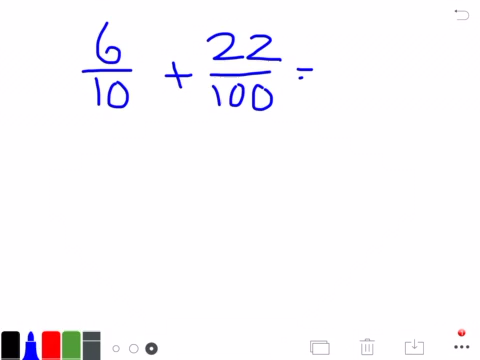 6/10 + 22/100 =